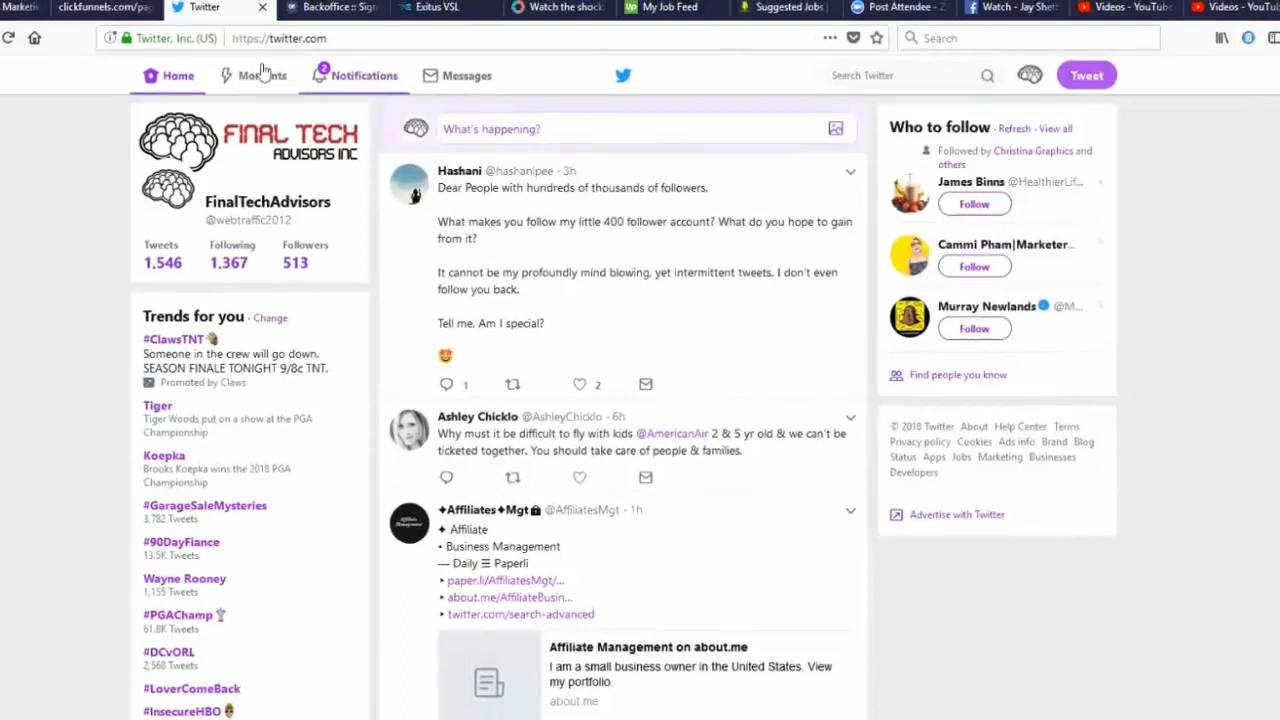 Marketi
clickfunnels.com/pac
Twitter
Backoffice :: Sign
Exitus VSL
Watch the shock
My Job Feed
Suggested Jobs
Post Attendee - Z
Watch - Jay Shett
Videos - YouTube
Videos - YouTu
Twitter, Inc. (US)
https://twitter.com
Search
Home
Moments
2
Notifications
Messages
Search Twitter
Tweet
FINAL TECH
ADVISORS INC
FinalTechAdvisors
@webtraffic2012
Tweets Following Followers
1,546 1,367 513
Trends for you · Change
#ClawsTNT
Someone in the crew will go down.
SEASON FINALE TONIGHT 9/8c TNT.
Promoted by Claws
Tiger
Tiger Woods put on a show at the PGA
Championship
Koepka
Brooks Koepka wins the 2018 PGA
Championship
#GarageSaleMysteries
3,782 Tweets
#90DayFiance
13.5K Tweets
Wayne Rooney
1,155 Tweets
#PGAChamp
61.8K Tweets
#DCvORL
2,568 Tweets
#LoverComeBack
#InsecureHBO
What's happening?
Hashani @hashanipee · 3h
Dear People with hundreds of thousands of followers.
What makes you follow my little 400 follower account? What do you hope to gain
from it?
It cannot be my profoundly mind blowing, yet intermittent tweets. I don't even
follow you back.
Tell me. Am I special?
1
2
Ashley Chicklo @AshleyChicklo · 6h
Why must it be difficult to fly with kids @AmericanAir 2 & 5 yr old & we can't be
ticketed together. You should take care of people & families.
✦Affiliates✦Mgt @AffiliatesMgt · 1h
✦ Affiliate
• Business Management
— Daily ☰ Paperli
‣ paper.li/AffiliatesMgt/...
‣ about.me/AffiliateBusin...
‣ twitter.com/search-advanced
Affiliate Management on about.me
I am a small business owner in the United States. View
my portfolio.
about.me
Who to follow · Refresh · View all
Followed by Christina Graphics and
others
James Binns @HealthierLif...
Follow
Cammi Pham|Marketer...
Follow
Murray Newlands @M...
Follow
Find people you know
© 2018 Twitter About Help Center Terms
Privacy policy Cookies Ads info Brand Blog
Status Apps Jobs Marketing Businesses
Developers
Advertise with Twitter